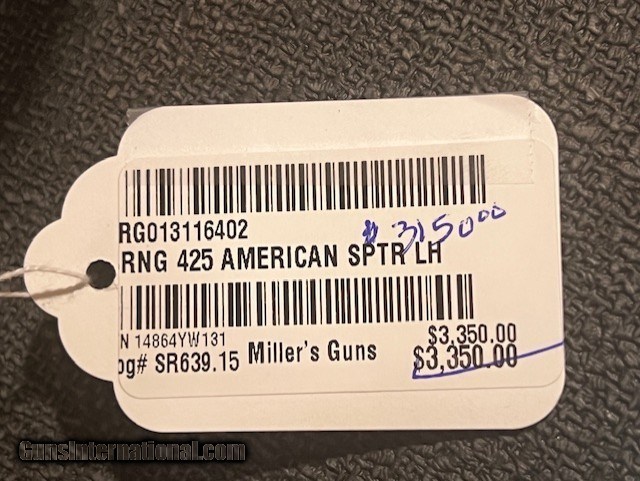 RG013116402
$ 3150.00
RNG 425 AMERICAN SPTR LH
N 14864YW131
$3,350.00
og# SR639.15 Miller's Guns $3,350.00
GunsInternational.com